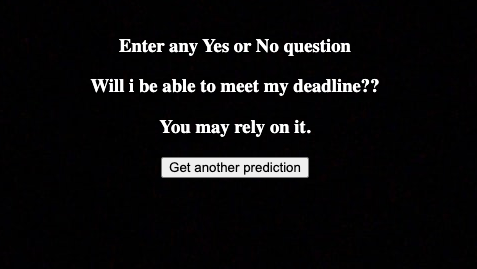 Enter any Yes or No question
Will i be able to meet my deadline??
You may rely on it.
Get another prediction